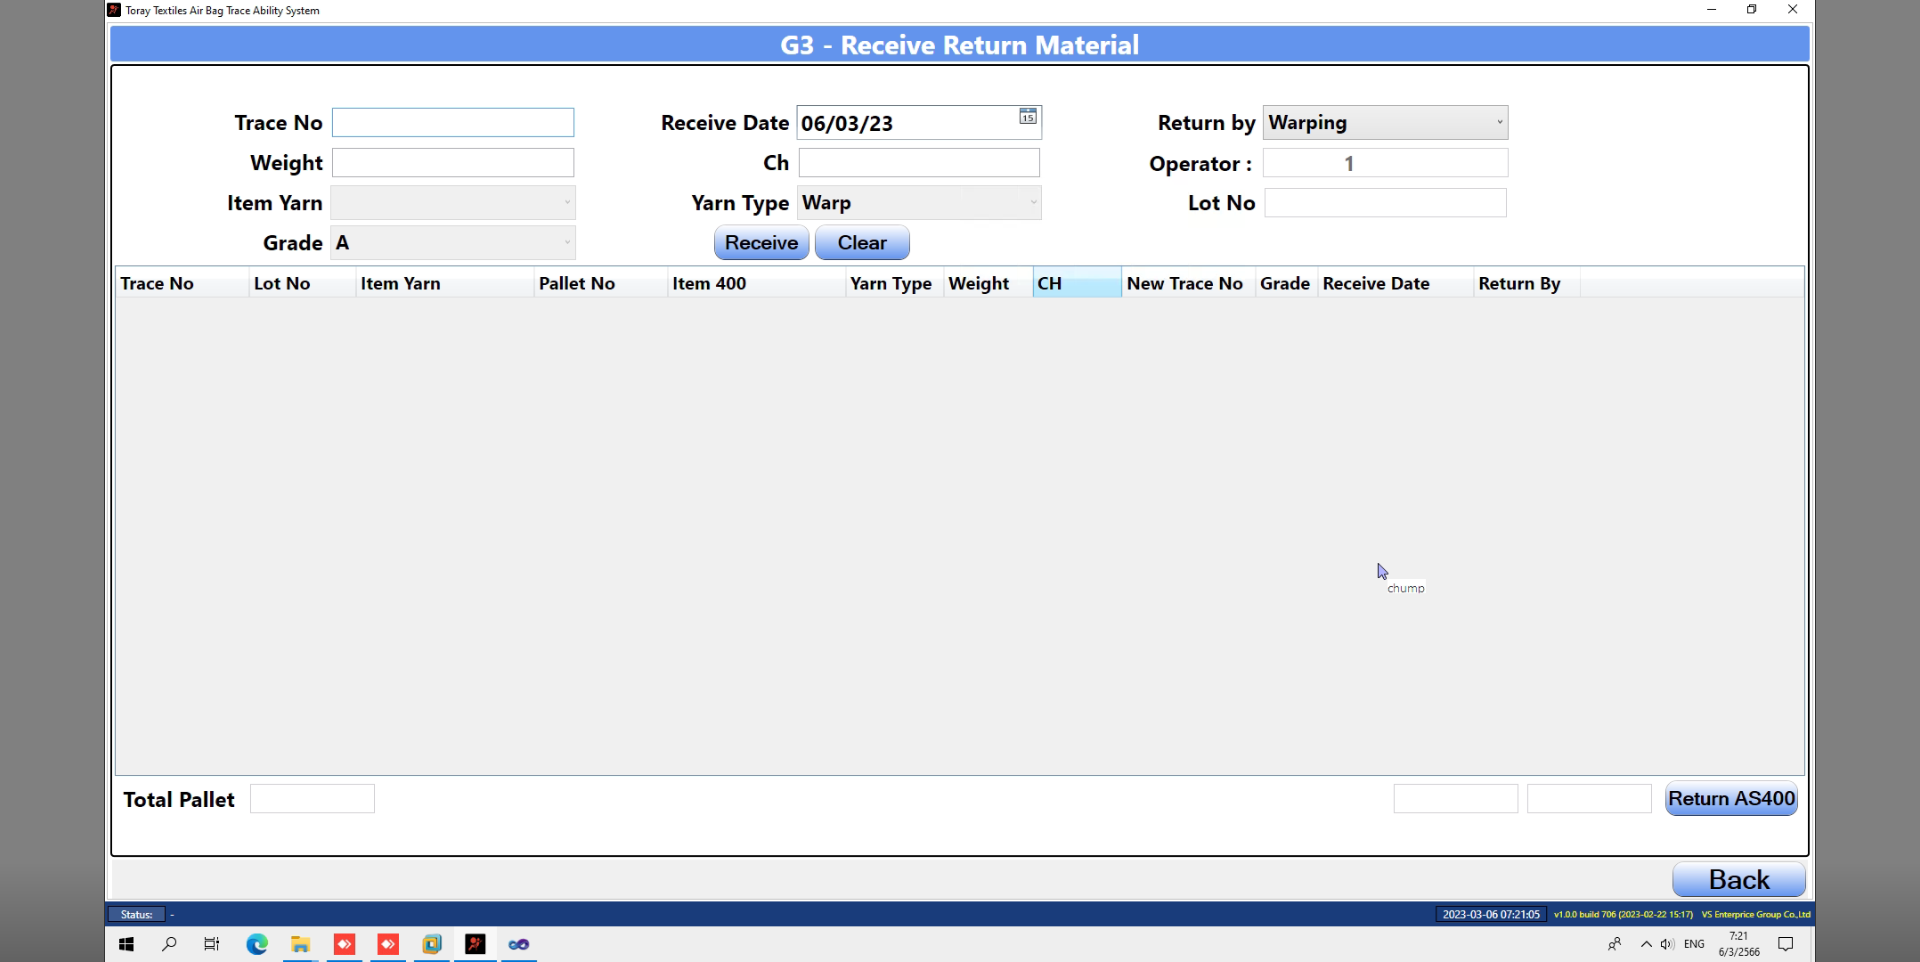 Toray Textiles Air Bag Trace Ability System
G3 - Receive Return Material
Trace No
Receive Date 06/03/23
15
Return by Warping
Weight
Ch
Operator : 1
Item Yarn
Yarn Type Warp
Lot No
Grade A
Receive
Clear
Trace No Lot No Item Yarn Pallet No Item 400 Yarn Type Weight CH New Trace No Grade Receive Date Return By
chump
Total Pallet
Return AS400
Back
Status: -
2023-03-06 07:21:05 v1.0.0 build 706 (2023-02-22 15:17) VS Enterprice Group Co.,Ltd
ENG
7:21
6/3/2566